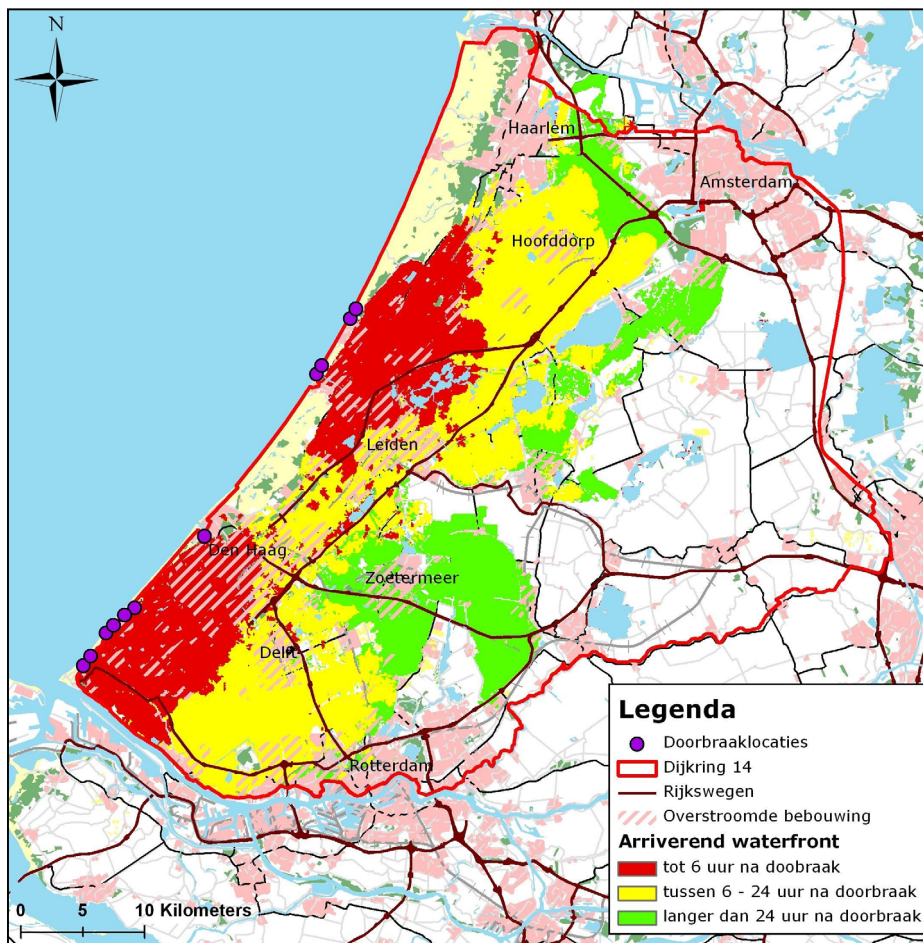 N
Haarlem
Amsterdam
Hoofddorp
Leiden
Den Haag
Zoetermeer
Delft
Rotterdam
Legenda
Doorbraaklocaties
Dijkring 14
Rijkswegen
Overstroomde bebouwing
Arriverend waterfront
tot 6 uur na doobraak
tussen 6 - 24 uur na doorbraak
langer dan 24 uur na doorbraak
0 5 10 Kilometers